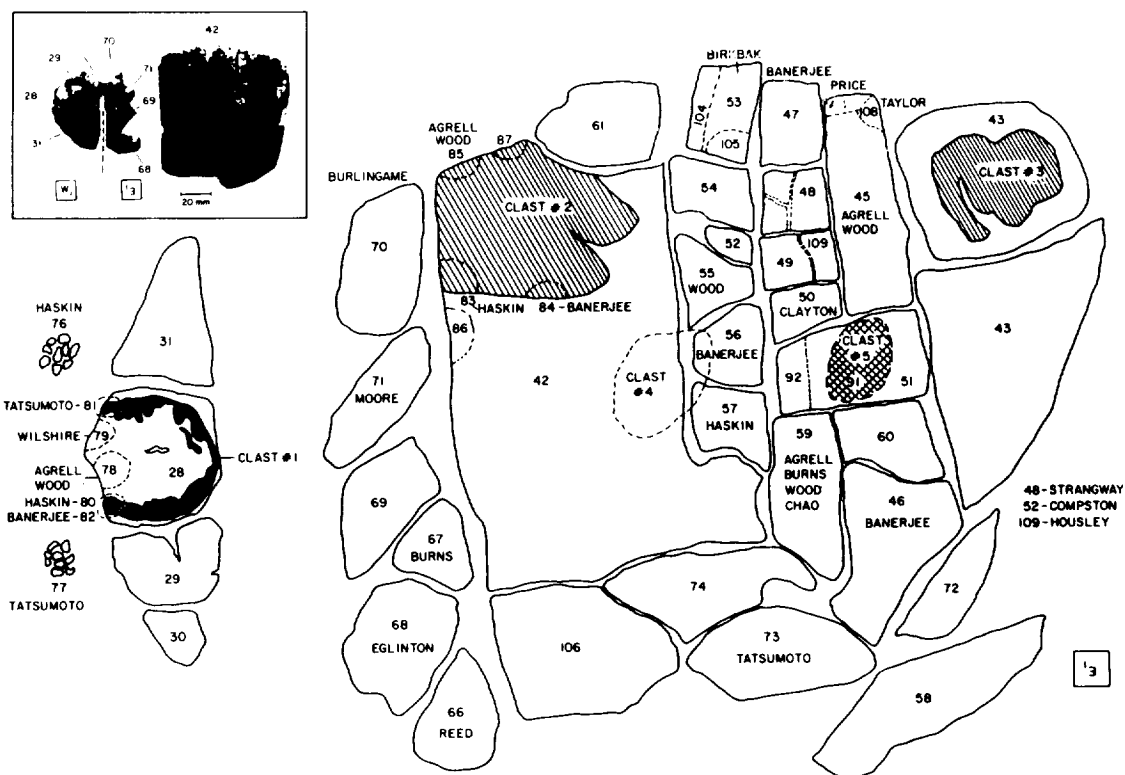 70
42
29
71
28
69
31
68
W1
20 mm
BIRKBAK
BANERJEE
PRICE
TAYLOR
104
53
105
47
108
43
61
AGRELL
WOOD
85
87
CLAST #3
BURLINGAME
CLAST #2
54
48
45
AGRELL
WOOD
70
52
109
49
HASKIN
76
31
83
HASKIN
84 - BANERJEE
55
WOOD
50
CLAYTON
43
86
56
BANERJEE
CLAST
#5
71
MOORE
42
CLAST
#4
92
91
51
TATSUMOTO - 81
WILSHIRE - 79
57
HASKIN
78
AGRELL
WOOD
28
CLAST #1
59
AGRELL
BURNS
WOOD
CHAO
60
HASKIN - 80
BANERJEE - 82
69
46
BANERJEE
48 - STRANGWAY
52 - COMPSTON
109 - HOUSLEY
67
BURNS
77
TATSUMOTO
29
74
72
30
68
EGLINTON
106
73
TATSUMOTO
58
66
REED